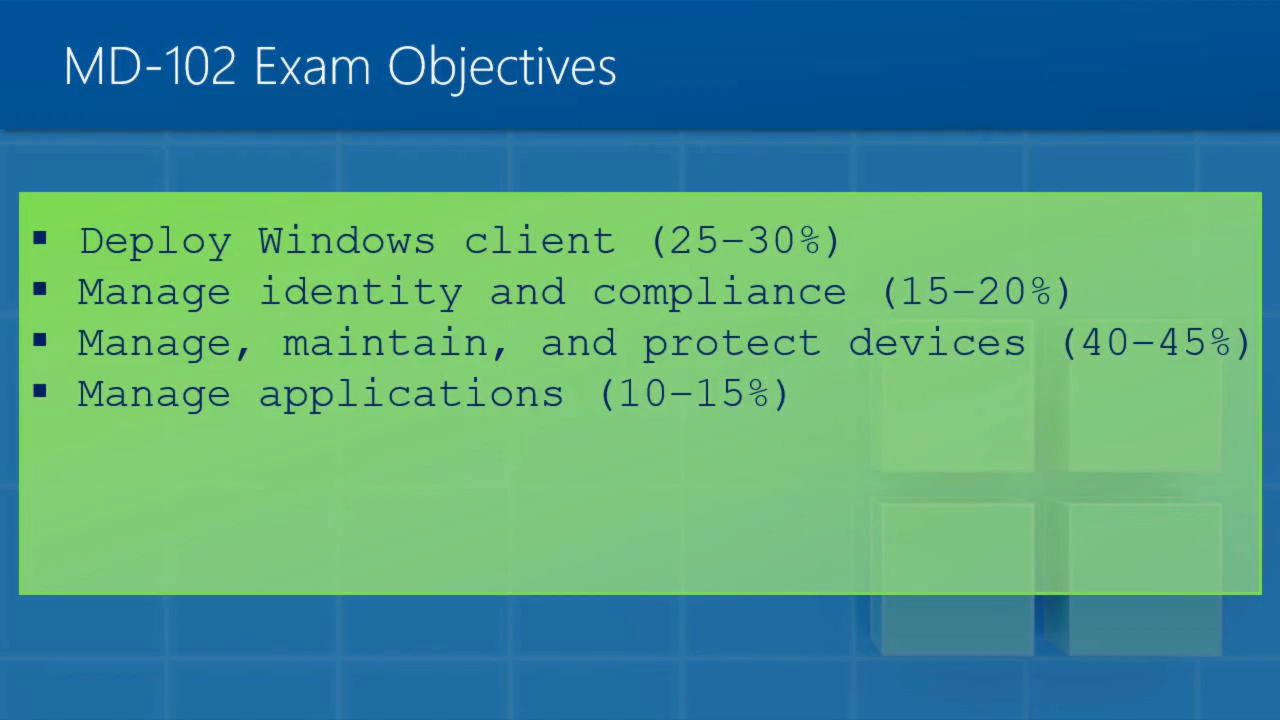 MD-102 Exam Objectives
▪ Deploy Windows client (25–30%)
▪ Manage identity and compliance (15–20%)
▪ Manage, maintain, and protect devices (40–45%)
▪ Manage applications (10–15%)